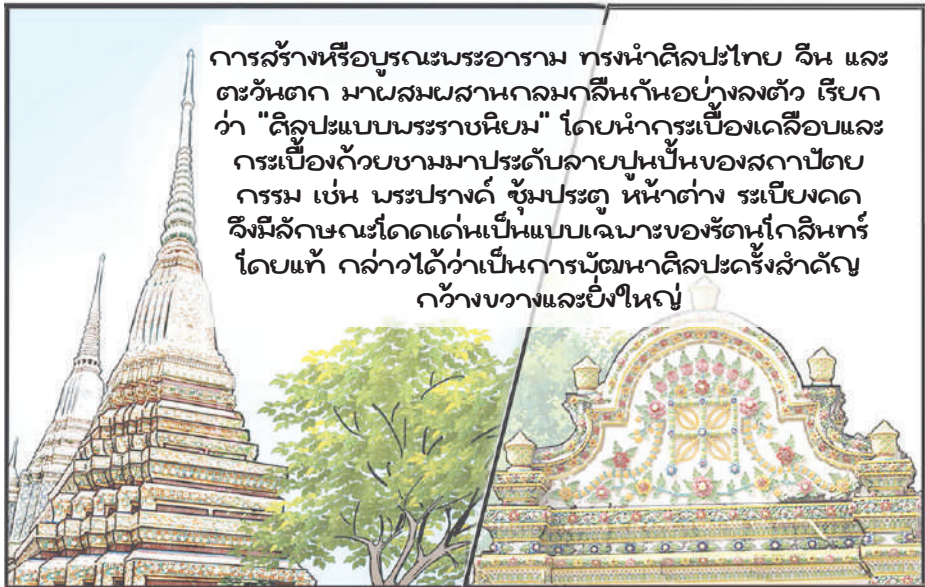 การสร้างหรือบูรณะพระอาราม ทรงนำศิลปะไทย จีน และ
ตะวันตก มาผสมผสานกลมกลืนกันอย่างลงตัว เรียก
ว่า "ศิลปะแบบพระราชนิยม" โดยนำกระเบื้องเคลือบและ
กระเบื้องถ้วยชามมาประดับลายปูนปั้นของสถาปัตย
กรรม เช่น พระปรางค์ ซุ้มประตู หน้าต่าง ระเบียงคด
จึงมีลักษณะโดดเด่นเป็นแบบเฉพาะของรัตนโกสินทร์
โดยแท้ กล่าวได้ว่าเป็นการพัฒนาศิลปะครั้งสำคัญ
กว้างขวางและยิ่งใหญ่